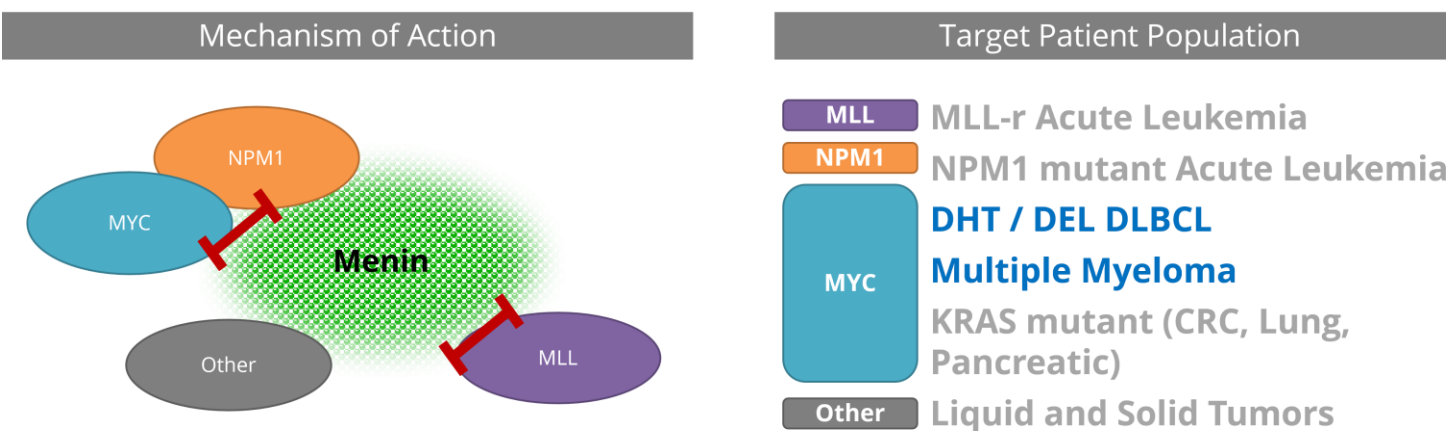 Mechanism of Action
NPM1
MYC
Menin
Other
MLL
Target Patient Population
MLL MLL-r Acute Leukemia
NPM1 NPM1 mutant Acute Leukemia
DHT / DEL DLBCL
MYC Multiple Myeloma
KRAS mutant (CRC, Lung,
Pancreatic)
Other Liquid and Solid Tumors